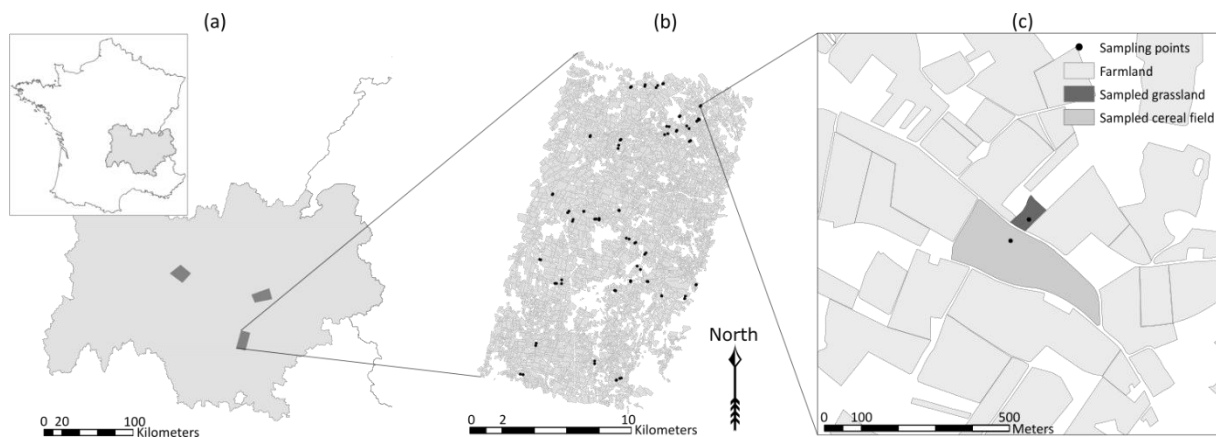 (a)
(b)
(c)
Sampling points
Farmland
Sampled grassland
Sampled cereal field
North
0 20 100
Kilometers
0 2 10
Kilometers
0 100 500
Meters